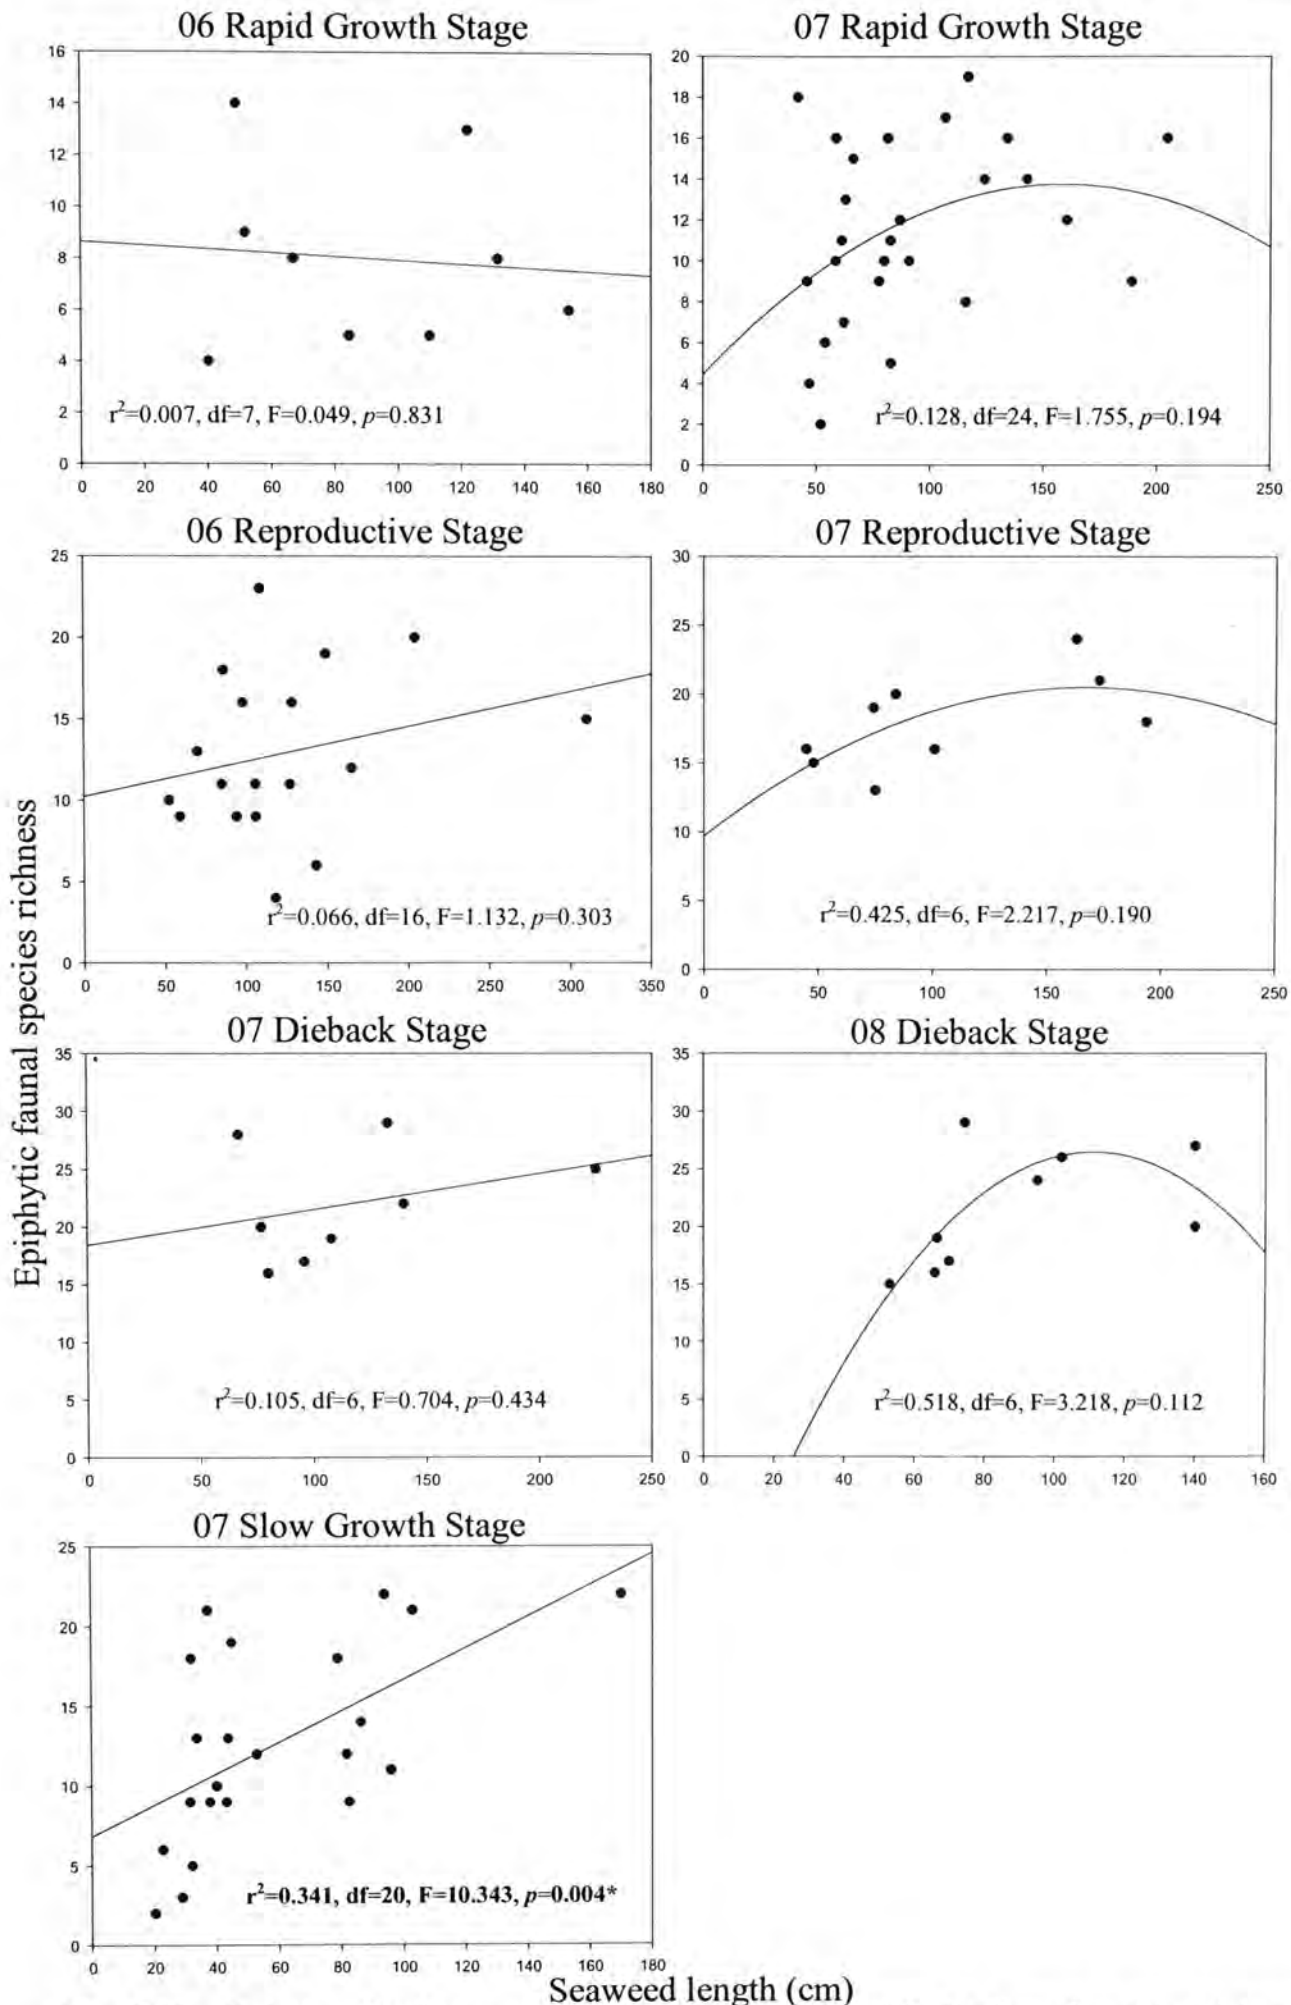 06 Rapid Growth Stage
16
14
12
10
8
6
4
2
0
r²=0.007, df=7, F=0.049, p=0.831
0 20 40 60 80 100 120 140 160 180
07 Rapid Growth Stage
20
18
16
14
12
10
8
6
4
2
0
r²=0.128, df=24, F=1.755, p=0.194
0 50 100 150 200 250
06 Reproductive Stage
25
20
15
10
5
0
r²=0.066, df=16, F=1.132, p=0.303
0 50 100 150 200 250 300 350
07 Reproductive Stage
30
25
20
15
10
5
0
r²=0.425, df=6, F=2.217, p=0.190
0 50 100 150 200 250
Epiphytic faunal species richness
07 Dieback Stage
35
30
25
20
15
10
5
0
r²=0.105, df=6, F=0.704, p=0.434
0 50 100 150 200 250
08 Dieback Stage
35
30
25
20
15
10
5
0
r²=0.518, df=6, F=3.218, p=0.112
0 20 40 60 80 100 120 140 160
07 Slow Growth Stage
25
20
15
10
5
0
r²=0.341, df=20, F=10.343, p=0.004*
0 20 40 60 80 100 120 140 160 180
Seaweed length (cm)